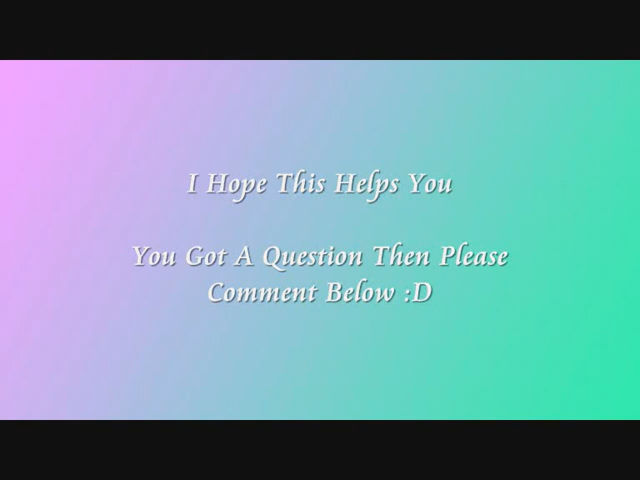 I Hope This Helps You
You Got A Question Then Please
Comment Below :D